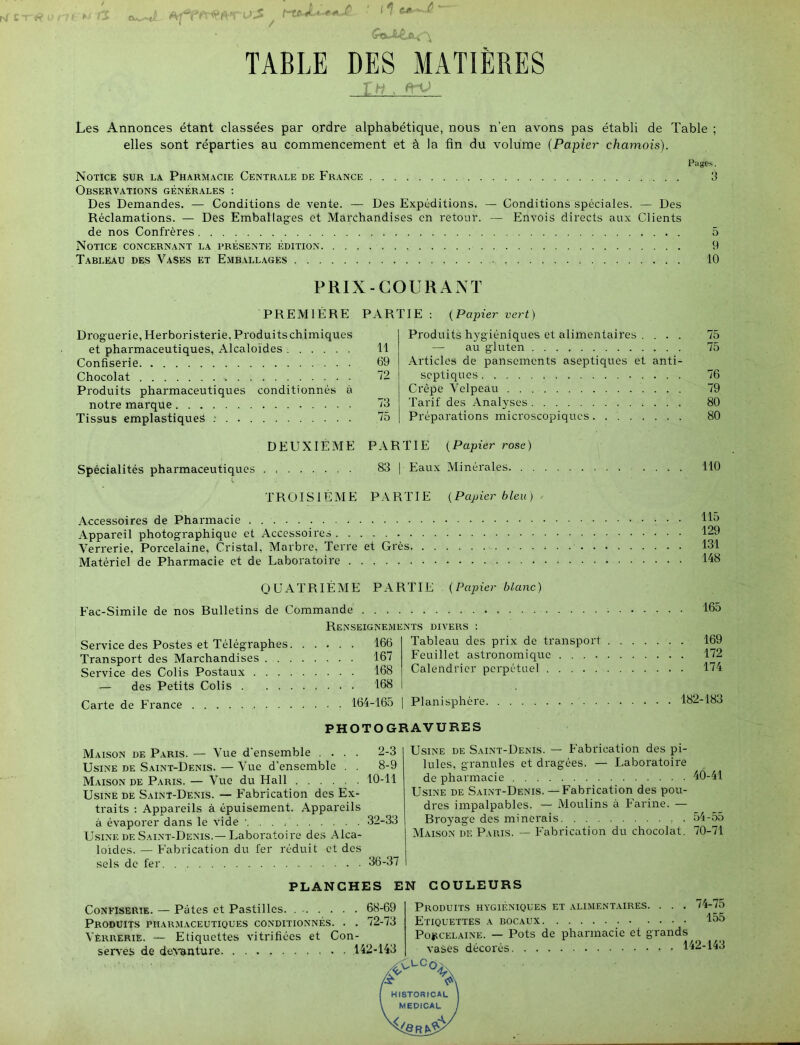 INSTRUMENTS and APPARATUS Medical 19 cent
TABLE DES MATIÈRES
Les Annonces étant classées par ordre alphabétique, nous n'en avons pas établi de Table ;
elles sont réparties au commencement et à la fin du volume (Papier chamois).
Pages.
NOTICE SUR LA PHARMACIE CENTRALE DE FRANCE . . . 3
OBSERVATIONS GÉNÉRALES :
Des Demandes. — Conditions de vente. — Des Expéditions. — Conditions spéciales. — Des
Réclamations. — Des Emballages et Marchandises en retour. — Envois directs aux Clients
de nos Confrères . . . 5
NOTICE CONCERNANT LA PRÉSENTE ÉDITION . . . 9
TABLEAU DES VASES ET EMBALLAGES . . . 10
PRIX-COURANT
PREMIÈRE PARTIE : (Papier vert)
Droguerie, Herboristerie, Produits chimiques
et pharmaceutiques, Alcaloïdes . . . 11
Confiserie . . . 69
Chocolat . . . 72
Produits pharmaceutiques conditionnés à
notre marque . . . 73
Tissus emplastiques . . . 75
Produits hygiéniques et alimentaires . . . 75
— au gluten . . . 75
Articles de pansements aseptiques et anti-
septiques . . . 76
Crêpe Velpeau . . . 79
Tarif des Analyses . . . 80
Préparations microscopiques . . . 80
DEUXIÈME PARTIE (Papier rose)
Spécialités pharmaceutiques . . . 83 | Eaux Minérales . . . 110
TROISIÈME PARTIE (Papier bleu)
Accessoires de Pharmacie . . . 115
Appareil photographique et Accessoires . . . 129
Verrerie, Porcelaine, Cristal, Marbre, Terre et Grès . . . 131
Matériel de Pharmacie et de Laboratoire . . . 148
QUATRIÈME PARTIE (Papier blanc)
Fac-Simile de nos Bulletins de Commande . . . 165
RENSEIGNEMENTS DIVERS :
Service des Postes et Télégraphes . . . 166
Transport des Marchandises . . . 167
Service des Colis Postaux . . . 168
— des Petits Colis . . . 168
Carte de France . . . 164-165
Tableau des prix de transport . . . 169
Feuillet astronomique . . . 172
Calendrier perpétuel . . . 174
Planisphère . . . 182-183
PHOTOGRAVURES
MAISON DE PARIS. — Vue d'ensemble . . . 2-3
USINE DE SAINT-DENIS. — Vue d'ensemble . . 8-9
MAISON DE PARIS. — Vue du Hall . . . 10-11
USINE DE SAINT-DENIS. — Fabrication des Ex-
traits : Appareils à épuisement. Appareils
à évaporer dans le vide . . . 32-33
USINE DE SAINT-DENIS. — Laboratoire des Alca-
loïdes. — Fabrication du fer réduit et des
sels de fer . . . 36-37
USINE DE SAINT-DENIS. — Fabrication des pi-
lules, granules et dragées. — Laboratoire
de pharmacie . . . 40-41
USINE DE SAINT-DENIS. — Fabrication des pou-
dres impalpables. — Moulins à Farine. —
Broyage des minerais . . . 54-55
MAISON DE PARIS. — Fabrication du chocolat. 70-71
PLANCHES EN COULEURS
CONFISERIE. — Pâtes et Pastilles . . . 68-69
PRODUITS PHARMACEUTIQUES CONDITIONNÉS. . . 72-73
VERRERIE. — Etiquettes vitrifiées et Con-
serves de devanture . . . 142-143
PRODUITS HYGIÉNIQUES ET ALIMENTAIRES. . . . 74-75
ETIQUETTES A BOCAUX . . . 155
PORCELAINE. — Pots de pharmacie et grands
vases décorés . . . 142-143
WELLCOME
HISTORICAL
MEDICAL
LIBRARY